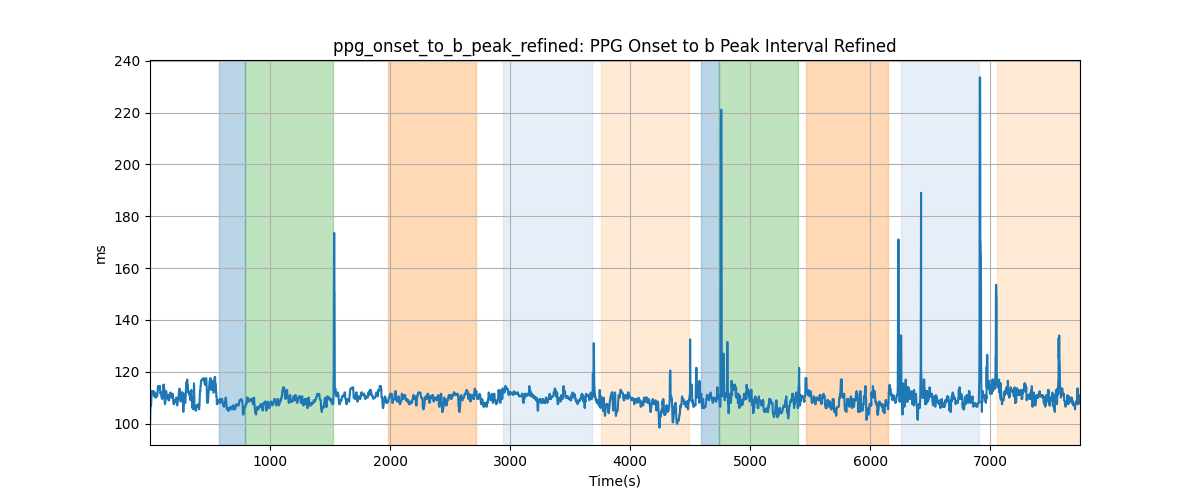 ppg_onset_to_b_peak_refined: PPG Onset to b Peak Interval Refined
240
220
200
180
160
140
120
100
ms
1000 2000 3000 4000 5000 6000 7000
Time(s)